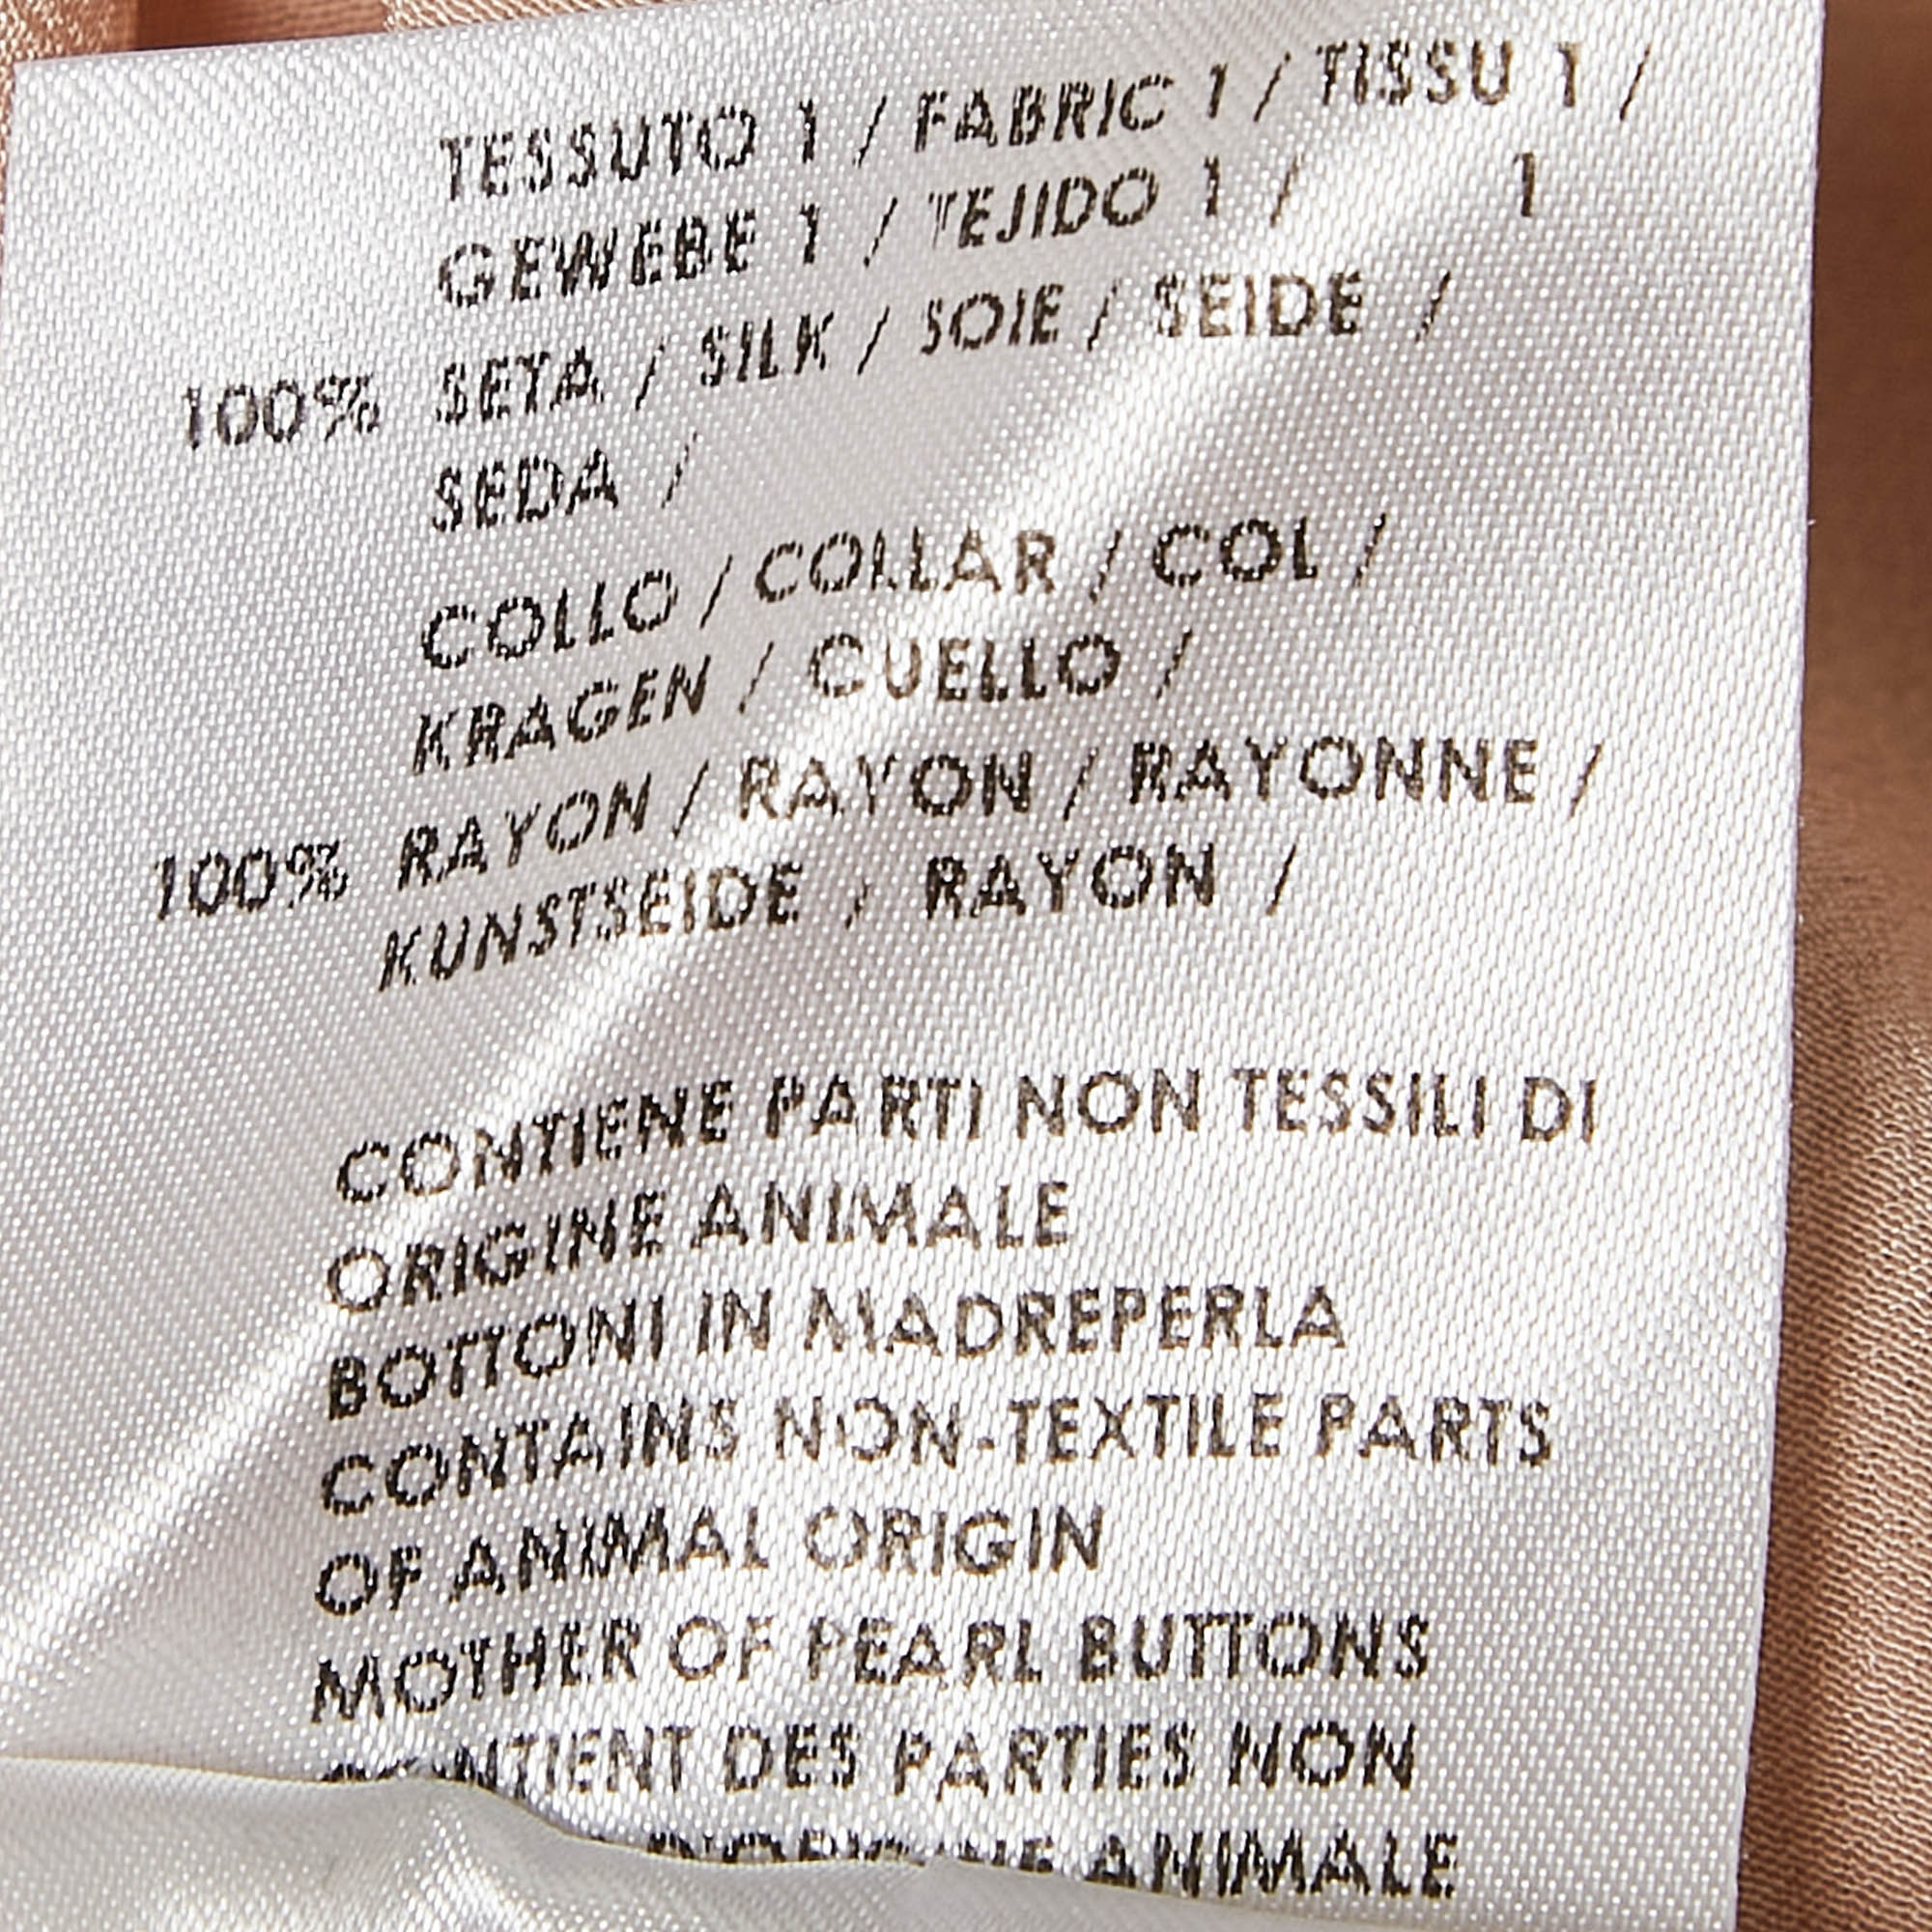 TESSUTO 1 / FABRIC 1 / TISSU 1 /
GEWEBE 1 / TEJIDO 1 / 1
100% SETA / SILK / SOIE / SEIDE /
SEDA /
COLLO / COLLAR / COL /
KRAGEN / CUELLO /
100% RAYON / RAYON / RAYONNE /
KUNSTSEIDE / RAYON /
CONTIENE PARTI NON TESSILI DI
ORIGINE ANIMALE
BOTTONI IN MADREPERLA
CONTAINS NON-TEXTILE PARTS
OF ANIMAL ORIGIN
MOTHER OF PEARL BUTTONS
CONTIENT DES PARTIES NON
D'ORIGINE ANIMALE